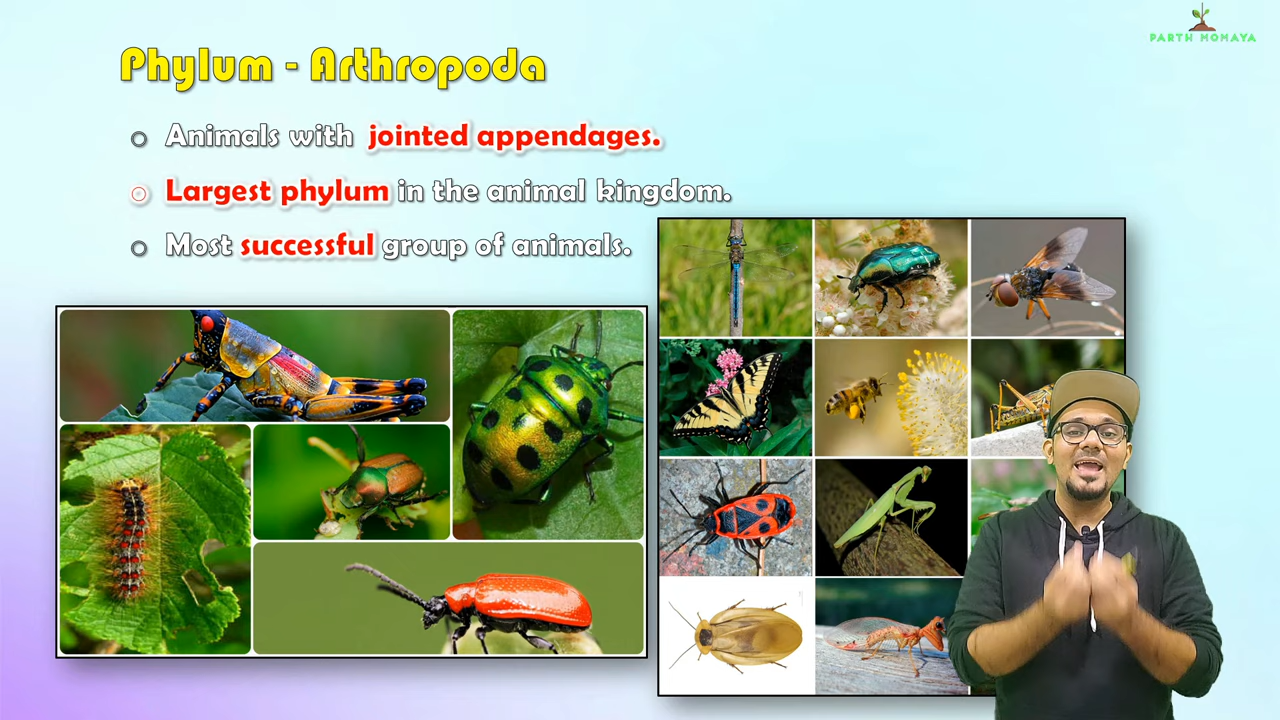 PARTH MOMAYA
Phylum - Arthropoda
Animals with jointed appendages.
Largest phylum in the animal kingdom.
Most successful group of animals.